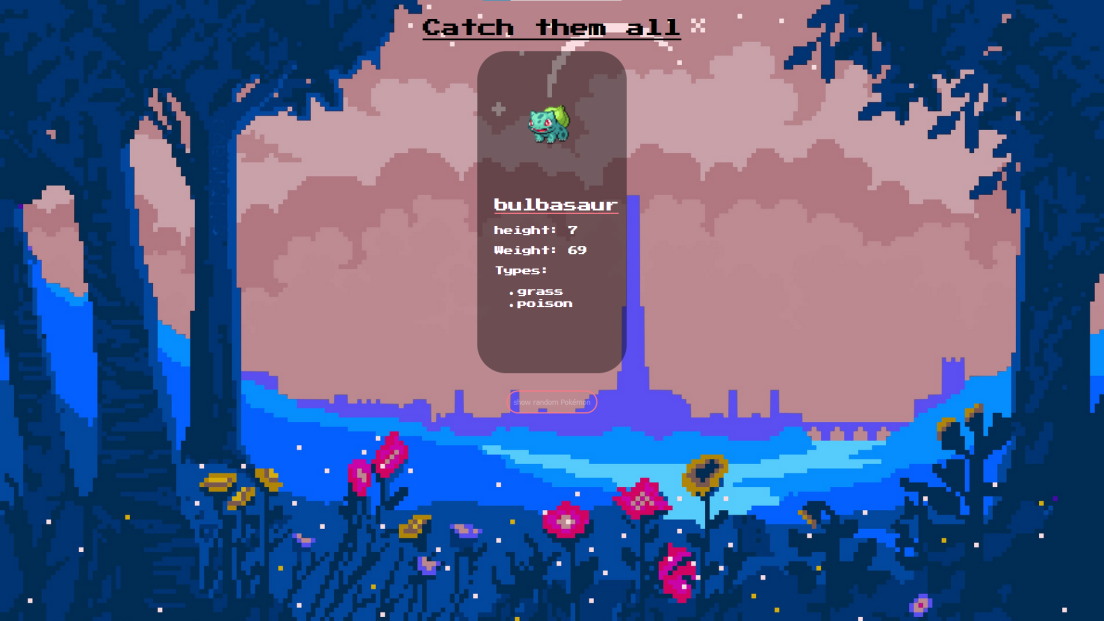 Catch them all
bulbasaur
height: 7
Weight: 69
Types:
.grass
.poison
show random Pokémon